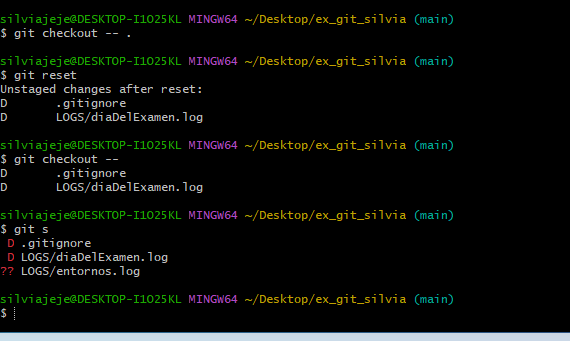 silviajeje@DESKTOP-I1O25KL MINGW64 ~/Desktop/ex_git_silvia (main)
$ git checkout -- .
silviajeje@DESKTOP-I1O25KL MINGW64 ~/Desktop/ex_git_silvia (main)
$ git reset
Unstaged changes after reset:
D       .gitignore
D       LOGS/diaDelExamen.log
silviajeje@DESKTOP-I1O25KL MINGW64 ~/Desktop/ex_git_silvia (main)
$ git checkout --
D       .gitignore
D       LOGS/diaDelExamen.log
silviajeje@DESKTOP-I1O25KL MINGW64 ~/Desktop/ex_git_silvia (main)
$ git s
 D .gitignore
 D LOGS/diaDelExamen.log
?? LOGS/entornos.log
silviajeje@DESKTOP-I1O25KL MINGW64 ~/Desktop/ex_git_silvia (main)
$